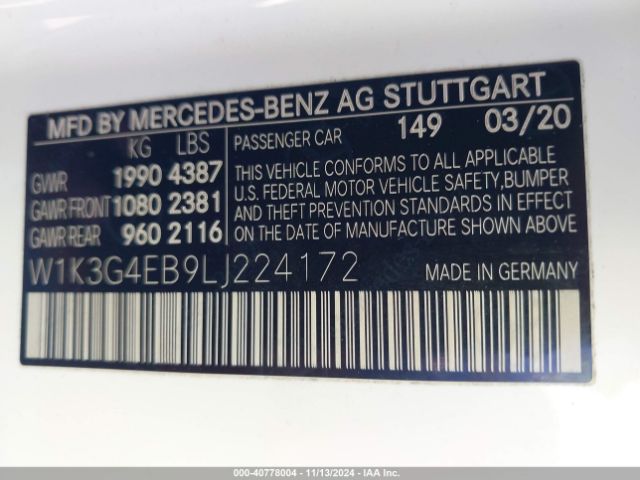 MFD BY MERCEDES-BENZ AG STUTTGART
KG LBS
GVWR 1990 4387
GAWR FRONT 1080 2381
GAWR REAR 960 2116
PASSENGER CAR 149 03/20
THIS VEHICLE CONFORMS TO ALL APPLICABLE
U.S. FEDERAL MOTOR VEHICLE SAFETY, BUMPER
AND THEFT PREVENTION STANDARDS IN EFFECT
ON THE DATE OF MANUFACTURE SHOWN ABOVE
W1K3G4EB9LJ224172 MADE IN GERMANY
000-40778004 - 11/13/2024 - IAA Inc.